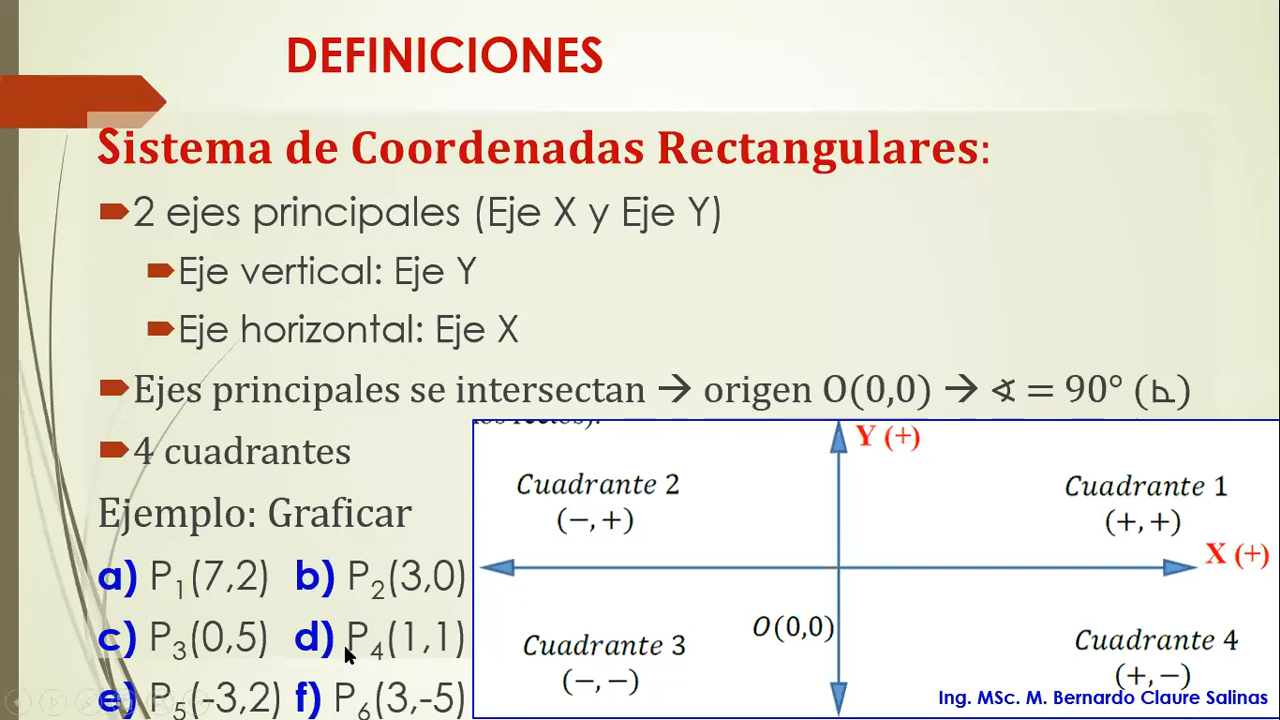 DEFINICIONES
Sistema de Coordenadas Rectangulares:
2 ejes principales (Eje X y Eje Y)
Eje vertical: Eje Y
Eje horizontal: Eje X
Ejes principales se intersectan → origen O(0,0) → ∢ = 90° (⊾)
4 cuadrantes
Ejemplo: Graficar
a) P₁(7,2) b) P₂(3,0)
c) P₃(0,5) d) P₄(1,1)
e) P₅(-3,2) f) P₆(3,-5)
Y (+)
Cuadrante 2
(−,+)
Cuadrante 1
(+,+)
X (+)
O(0,0)
Cuadrante 3
(−,−)
Cuadrante 4
(+,−)
Ing. MSc. M. Bernardo Claure Salinas